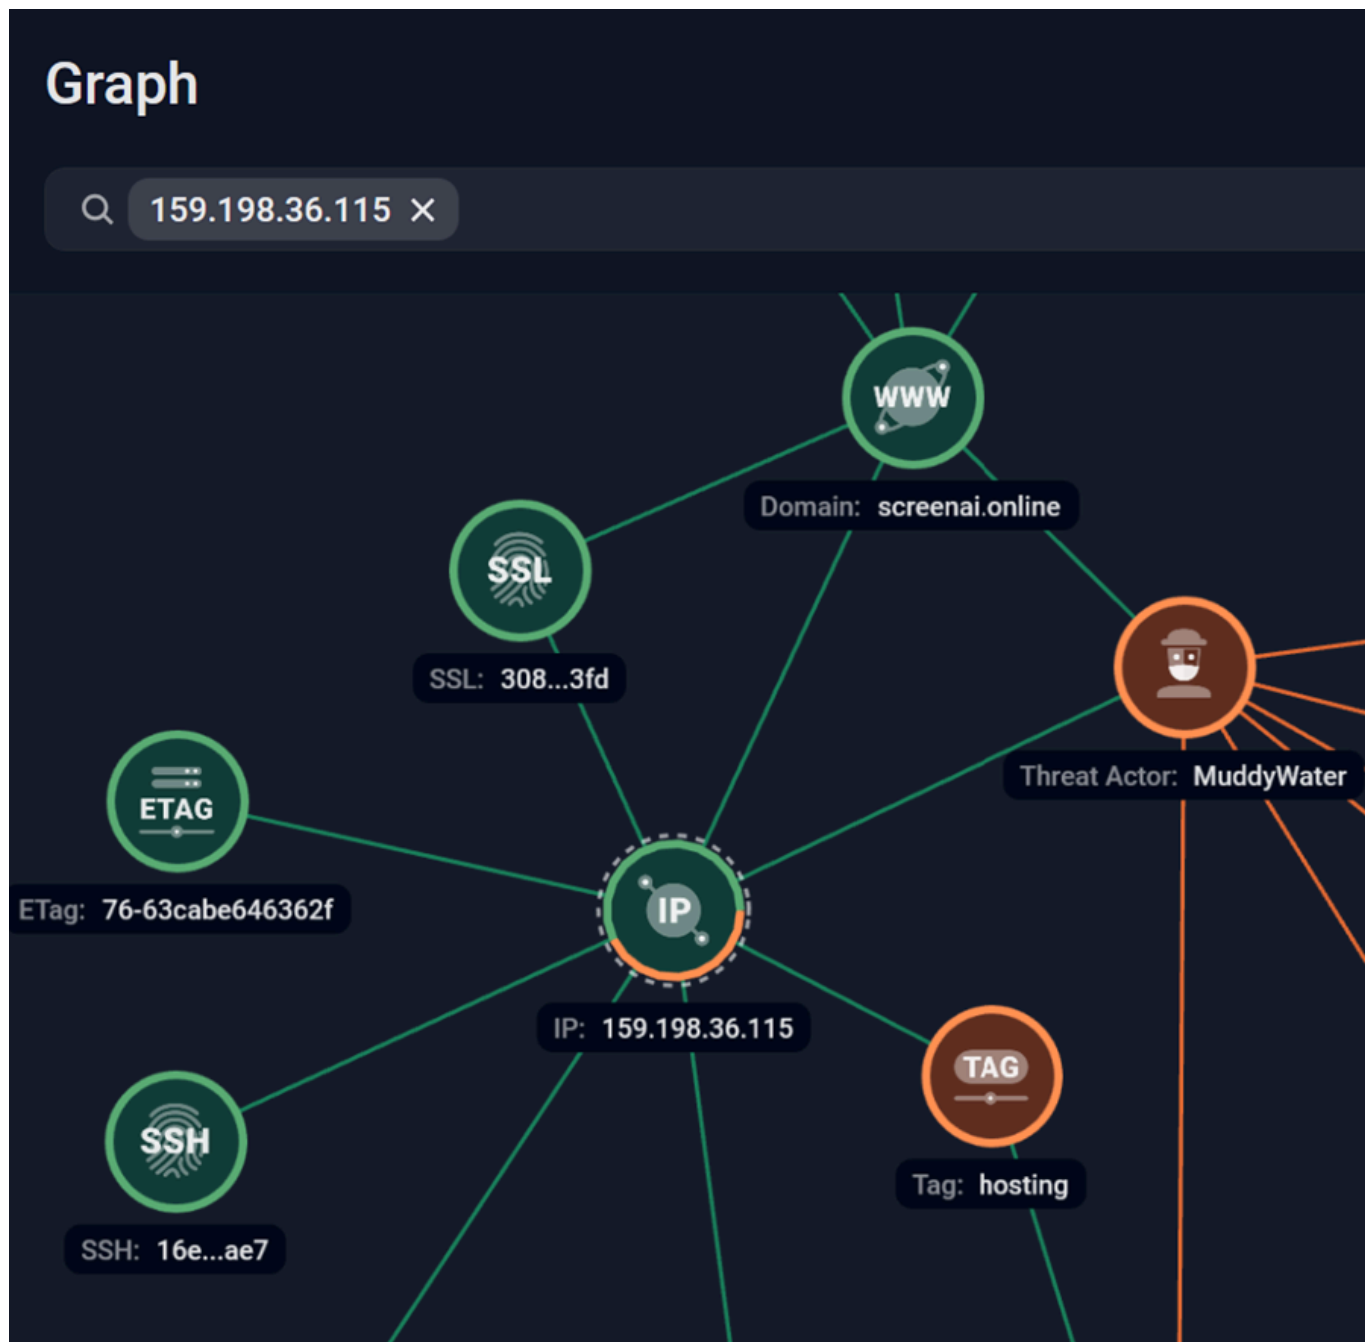 Graph
159.198.36.115
WWW
Domain: screenai.online
SSL
SSL: 308...3fd
Threat Actor: MuddyWater
ETAG
ETag: 76-63cabe646362f
IP
IP: 159.198.36.115
TAG
Tag: hosting
SSH
SSH: 16e...ae7